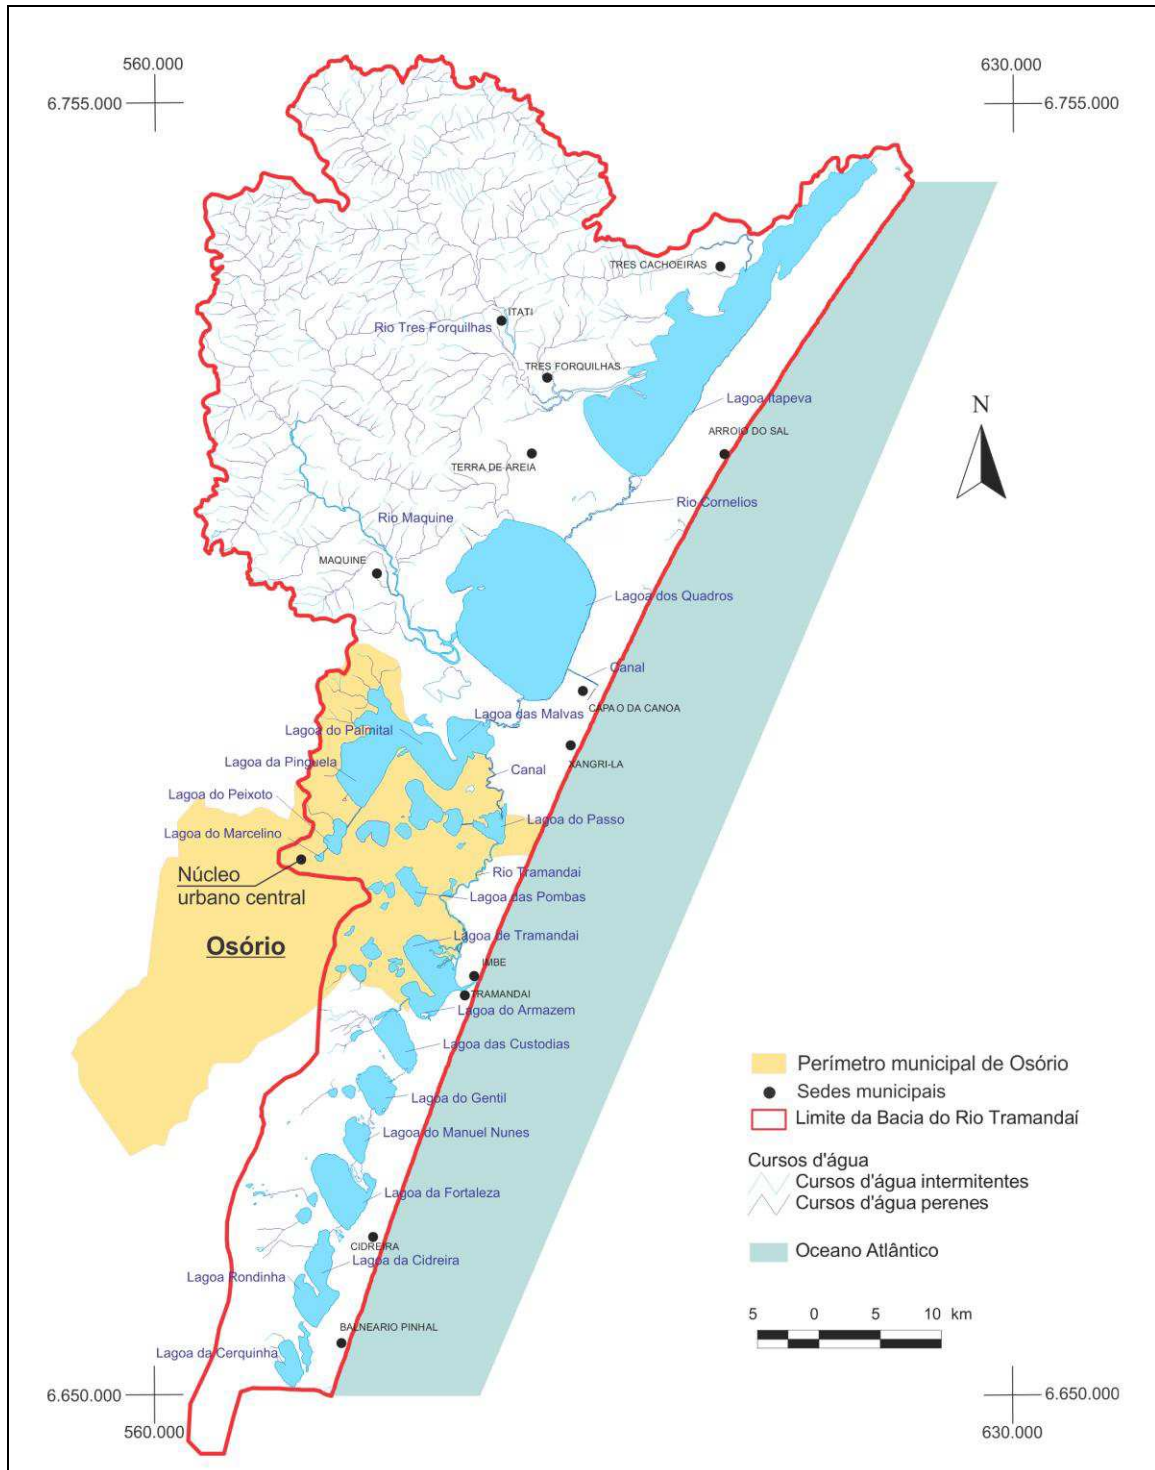 560.000
630.000
6.755.000
6.755.000
TRES CACHOEIRAS
ITATI
Rio Tres Forquilhas
TRES FORQUILHAS
Lagoa Itapeva
N
ARROIO DO SAL
TERRA DE AREIA
Rio Cornelios
Rio Maquine
MAQUINE
Lagoa dos Quadros
Canal
CAPAO DA CANOA
Lagoa das Malvas
Lagoa do Palmital
XANGRI-LA
Lagoa da Pinguela
Canal
Lagoa do Peixoto
Lagoa do Passo
Lagoa do Marcelino
Núcleo
urbano central
Rio Tramandai
Lagoa das Pombas
Osório
Lagoa de Tramandai
IMBE
TRAMANDAI
Lagoa do Armazem
Lagoa das Custodias
Lagoa do Gentil
Lagoa do Manuel Nunes
Lagoa da Fortaleza
CIDREIRA
Lagoa da Cidreira
Lagoa Rondinha
BALNEARIO PINHAL
Lagoa da Cerquinha
Perímetro municipal de Osório
Sedes municipais
Limite da Bacia do Rio Tramandaí
Cursos d'água
Cursos d'água intermitentes
Cursos d'água perenes
Oceano Atlântico
5 0 5 10 km
6.650.000
6.650.000
560.000
630.000